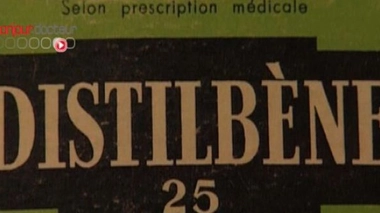 Selon prescription médicale
DISTILBÈNE
25